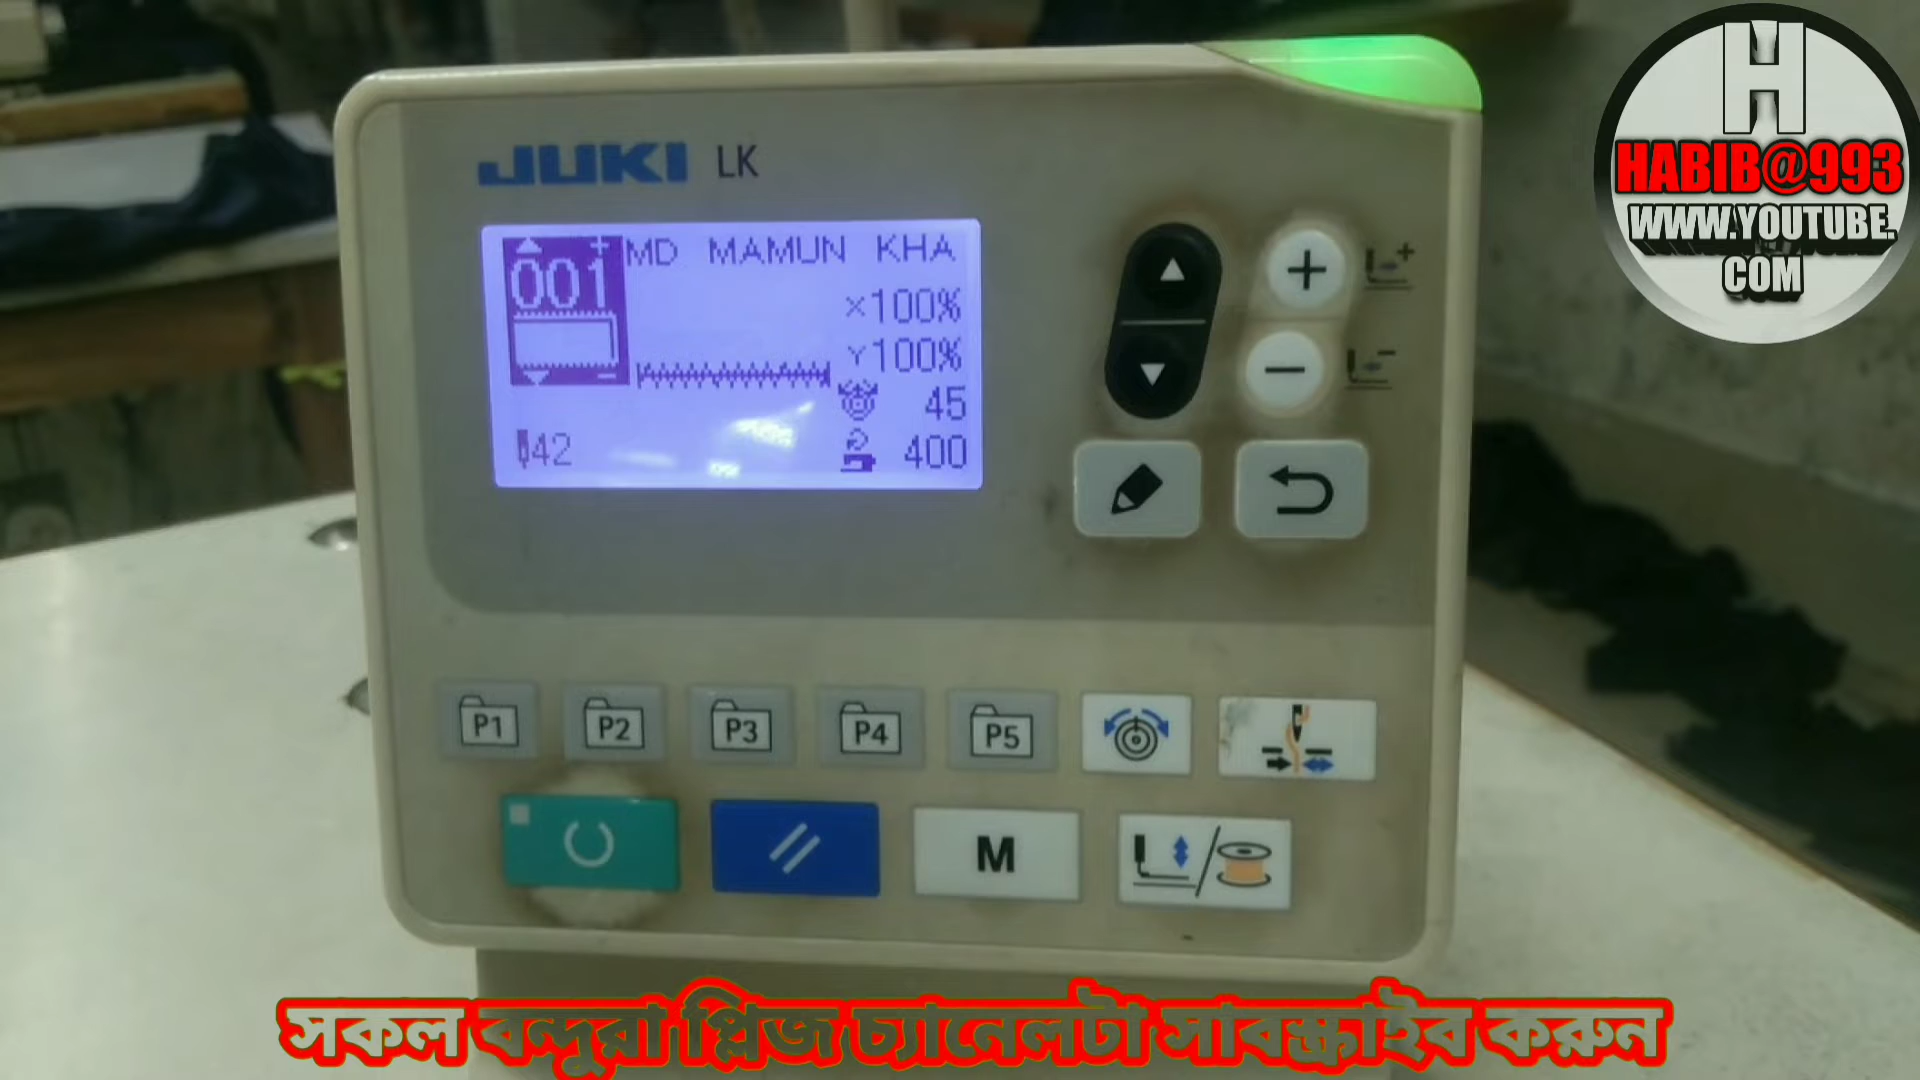 JUKI LK
001 MD MAMUN KHA
X100%
Y100%
45
42 400
P1 P2 P3 P4 P5
M
H
HABIB@993
WWW.YOUTUBE.
COM
সকল বন্দুরা প্লিজ চ্যানেলটা সাবস্ক্রাইব করুন